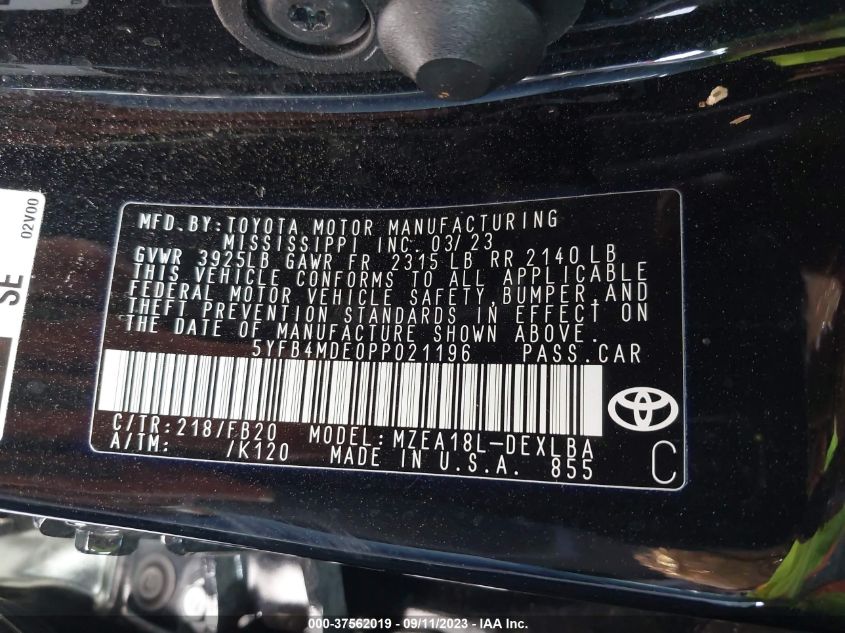 02V00
SE
MFD.BY:TOYOTA MOTOR MANUFACTURING
MISSISSIPPI INC. 03/23
GVWR 3925LB GAWR FR 2315LB RR 2140LB
THIS VEHICLE CONFORMS TO ALL APPLICABLE
FEDERAL MOTOR VEHICLE SAFETY,BUMPER,AND
THEFT PREVENTION STANDARDS IN EFFECT ON
THE DATE OF MANUFACTURE SHOWN ABOVE.
5YFB4MDE0PP021196 PASS.CAR
C/TR:218/FB20 MODEL:MZEA18L-DEXLBA
A/TM: /K120 MADE IN U.S.A. 855
C
000-37562019 - 09/11/2023 - IAA Inc.